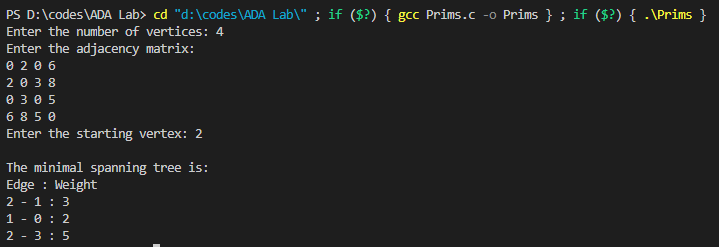 PS D:\codes\ADA Lab> cd "d:\codes\ADA Lab\" ; if ($?) { gcc Prims.c -o Prims } ; if ($?) { .\Prims }
Enter the number of vertices: 4
Enter the adjacency matrix:
0 2 0 6
2 0 3 8
0 3 0 5
6 8 5 0
Enter the starting vertex: 2
The minimal spanning tree is:
Edge : Weight
2 - 1 : 3
1 - 0 : 2
2 - 3 : 5